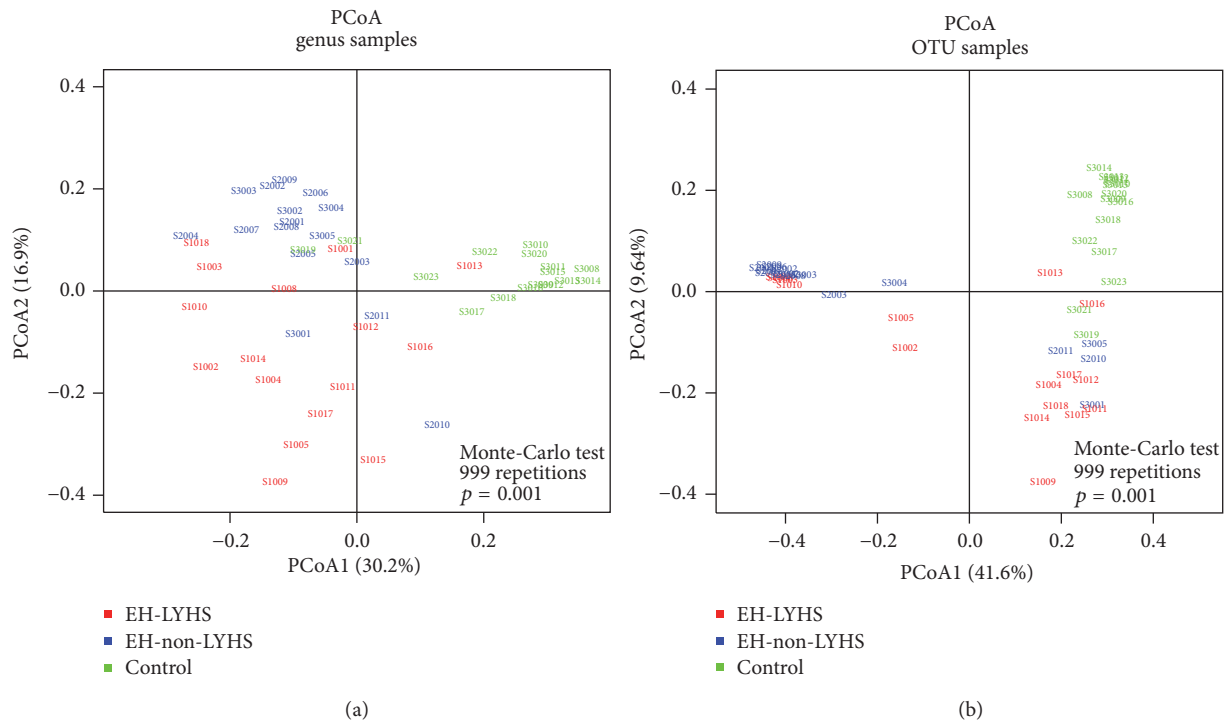 PCoA
genus samples
0.4
0.2
0.0
−0.2
−0.4
PCoA2 (16.9%)
S2009
S2002
S3003
S2006
S3002
S3004
S2001
S2008
S2007
S2004
S3005
S1018
S3021
S3019
S1001
S2005
S2003
S1003
S3010
S3022
S3020
S1013
S3011
S3008
S3015
S3023
S3014
S1008
S3018
S1010
S3017
S2011
S1012
S3001
S1016
S1014
S1002
S1004
S1011
S1017
S2010
S1005
S1015
S1009
Monte-Carlo test
999 repetitions
p = 0.001
−0.2
0.0
0.2
PCoA1 (30.2%)
EH-LYHS
EH-non-LYHS
Control
(a)
PCoA
OTU samples
0.4
0.2
0.0
−0.2
−0.4
PCoA2 (9.64%)
S3014
S3008
S3020
S3016
S3018
S3022
S3017
S1013
S3023
S3004
S1010
S2003
S1016
S3021
S1005
S3019
S3005
S1002
S2011
S2010
S1017
S1012
S1004
S1018
S3001
S1011
S1015
S1014
S1009
Monte-Carlo test
999 repetitions
p = 0.001
−0.4
−0.2
0.0
0.2
0.4
PCoA1 (41.6%)
EH-LYHS
EH-non-LYHS
Control
(b)